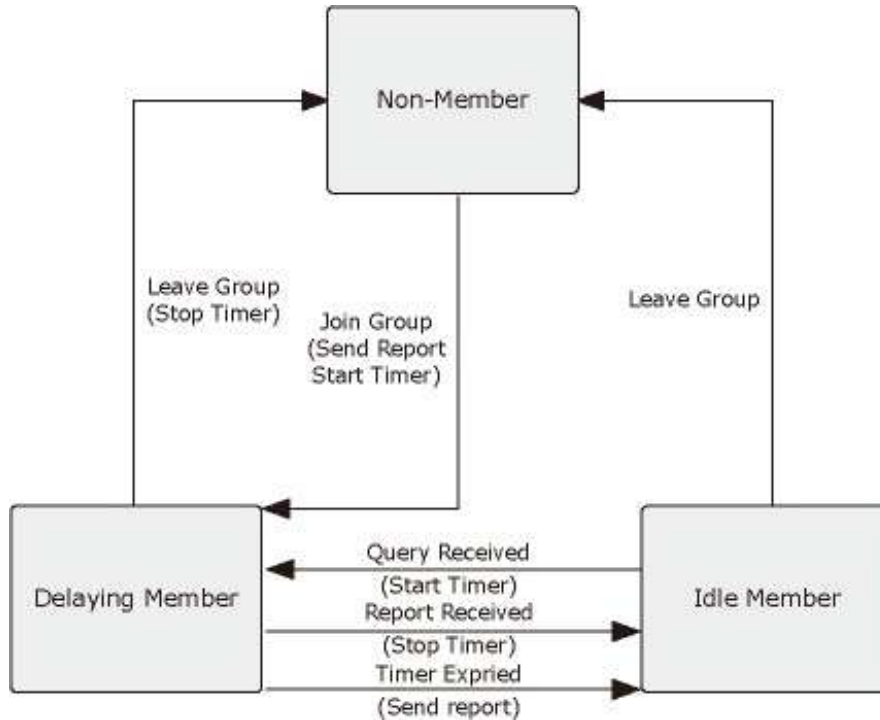 Non-Member
Leave Group
(Stop Timer)
Join Group
(Send Report
Start Timer)
Leave Group
Delaying Member
Query Received
(Start Timer)
Report Received
(Stop Timer)
Timer Expried
(Send report)
Idle Member